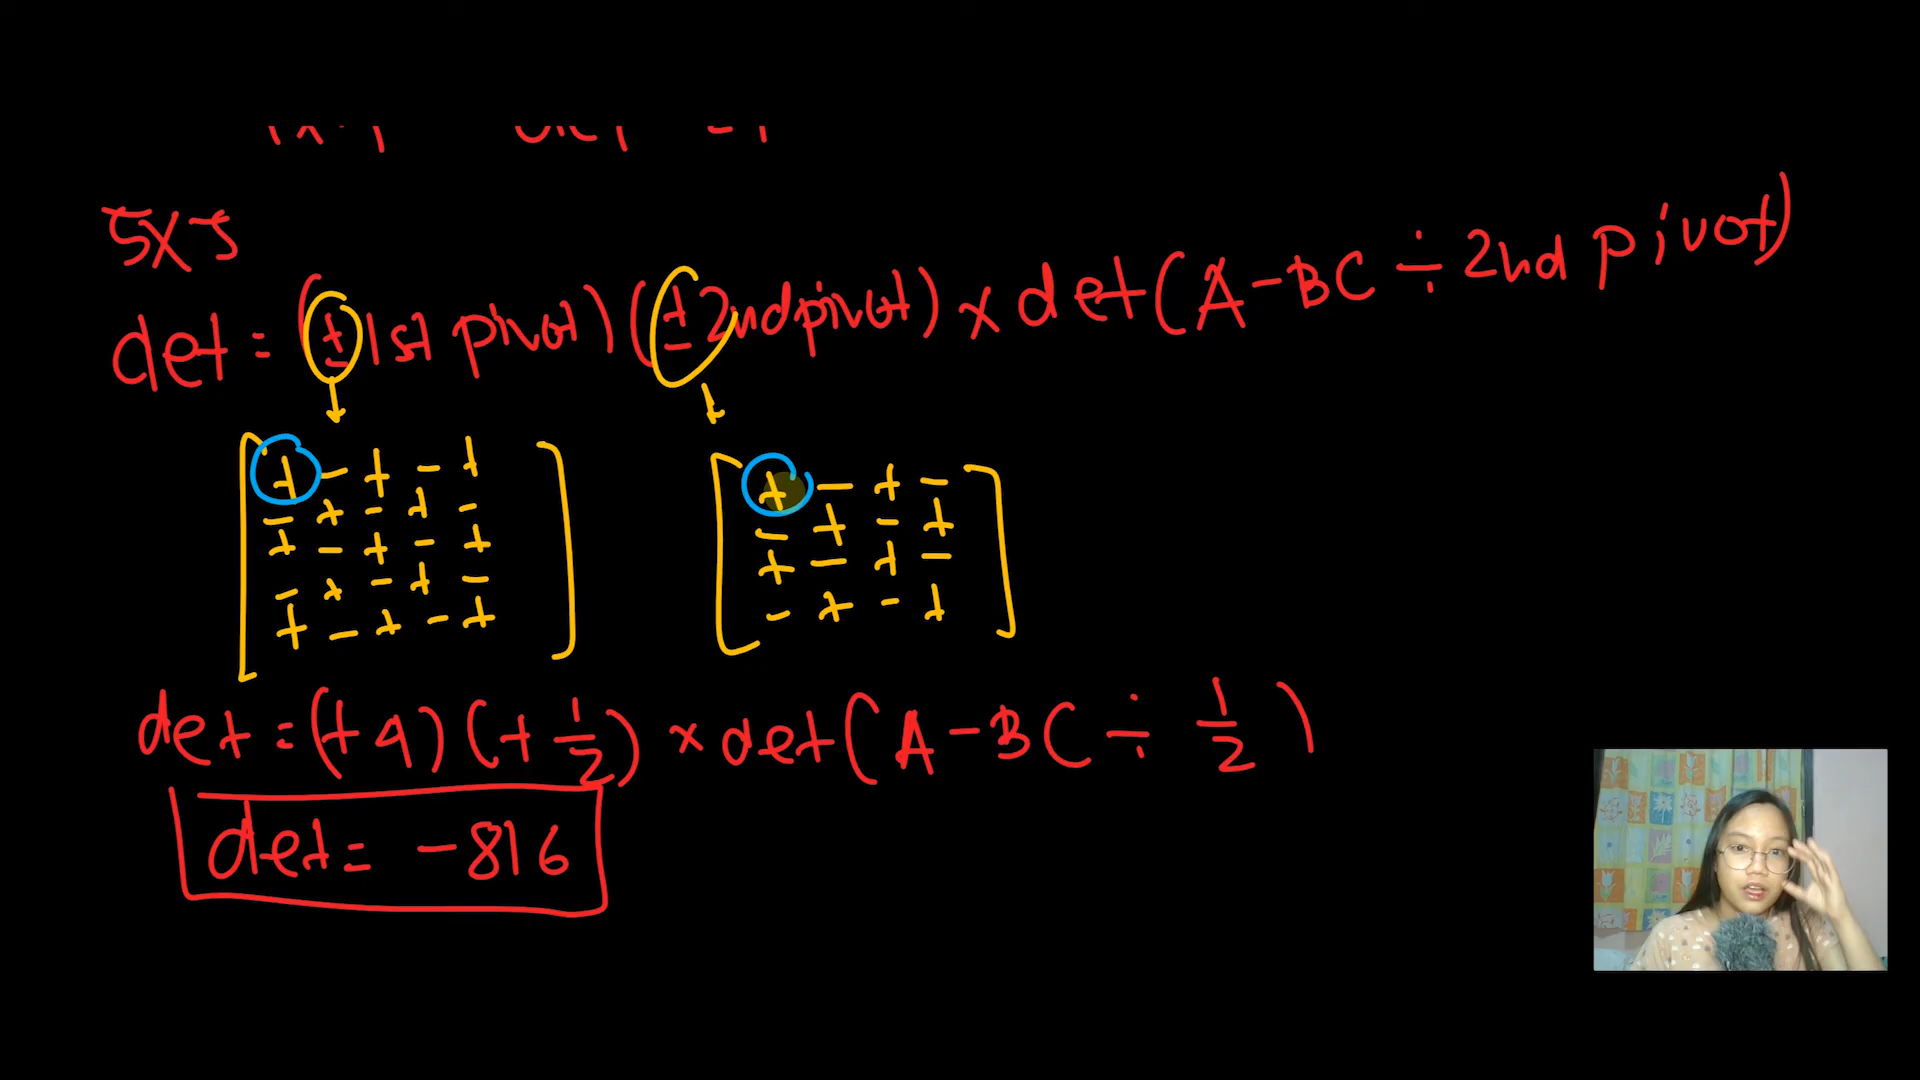 5X5
det = (± 1st pivot) (± 2nd pivot) × det (A - BC ÷ 2nd pivot)
+ - + - +
- + - + -
+ - + - +
- + - + -
+ - + - +
+ - + -
- + - +
+ - + -
- + - +
det = (+4) (+ 1/2) × det (A - BC ÷ 1/2)
det = -816